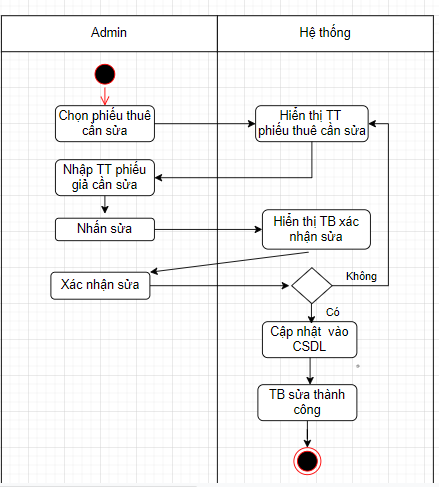 Admin
Hệ thống
Chọn phiếu thuê
cần sửa
Hiển thị TT
phiếu thuê cần sửa
Nhập TT phiếu
giả cần sửa
Nhấn sửa
Hiển thị TB xác
nhận sửa
Xác nhận sửa
Không
Có
Cập nhật vào
CSDL
TB sửa thành
công